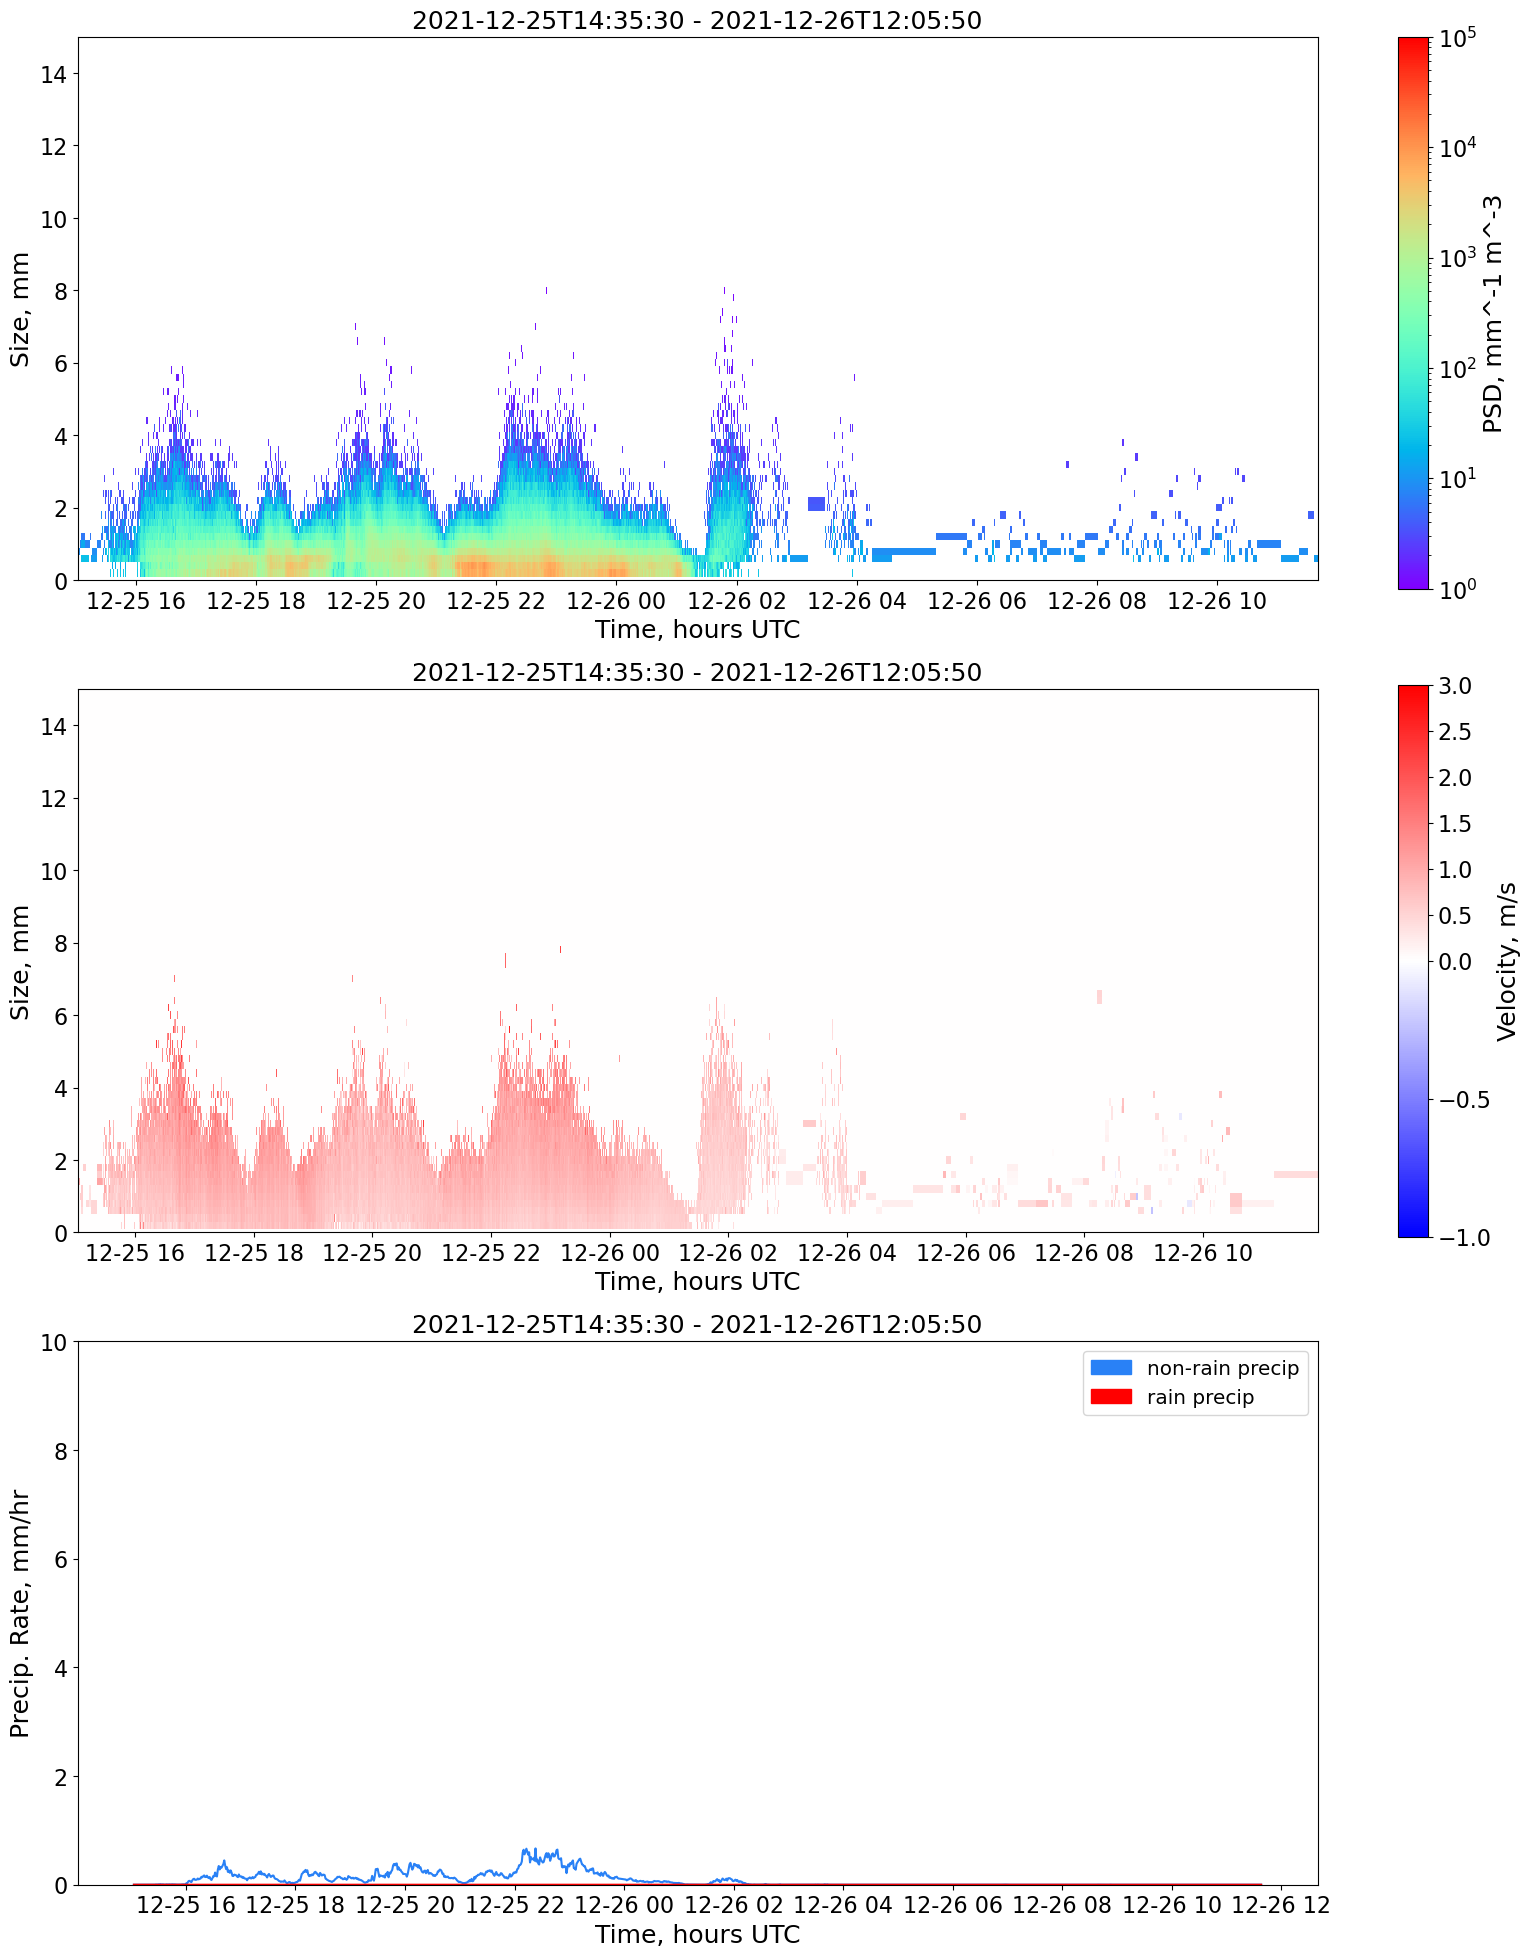 2021-12-25T14:35:30 - 2021-12-26T12:05:50
14
12
10
8
6
4
2
0
Size, mm
12-25 16 12-25 18 12-25 20 12-25 22 12-26 00 12-26 02 12-26 04 12-26 06 12-26 08 12-26 10
Time, hours UTC
10^5
10^4
10^3
10^2
10^1
10^0
PSD, mm^-1 m^-3
2021-12-25T14:35:30 - 2021-12-26T12:05:50
14
12
10
8
6
4
2
0
Size, mm
12-25 16 12-25 18 12-25 20 12-25 22 12-26 00 12-26 02 12-26 04 12-26 06 12-26 08 12-26 10
Time, hours UTC
3.0
2.5
2.0
1.5
1.0
0.5
0.0
−0.5
−1.0
Velocity, m/s
2021-12-25T14:35:30 - 2021-12-26T12:05:50
10
8
6
4
2
0
Precip. Rate, mm/hr
non-rain precip
rain precip
12-25 16 12-25 18 12-25 20 12-25 22 12-26 00 12-26 02 12-26 04 12-26 06 12-26 08 12-26 10 12-26 12
Time, hours UTC